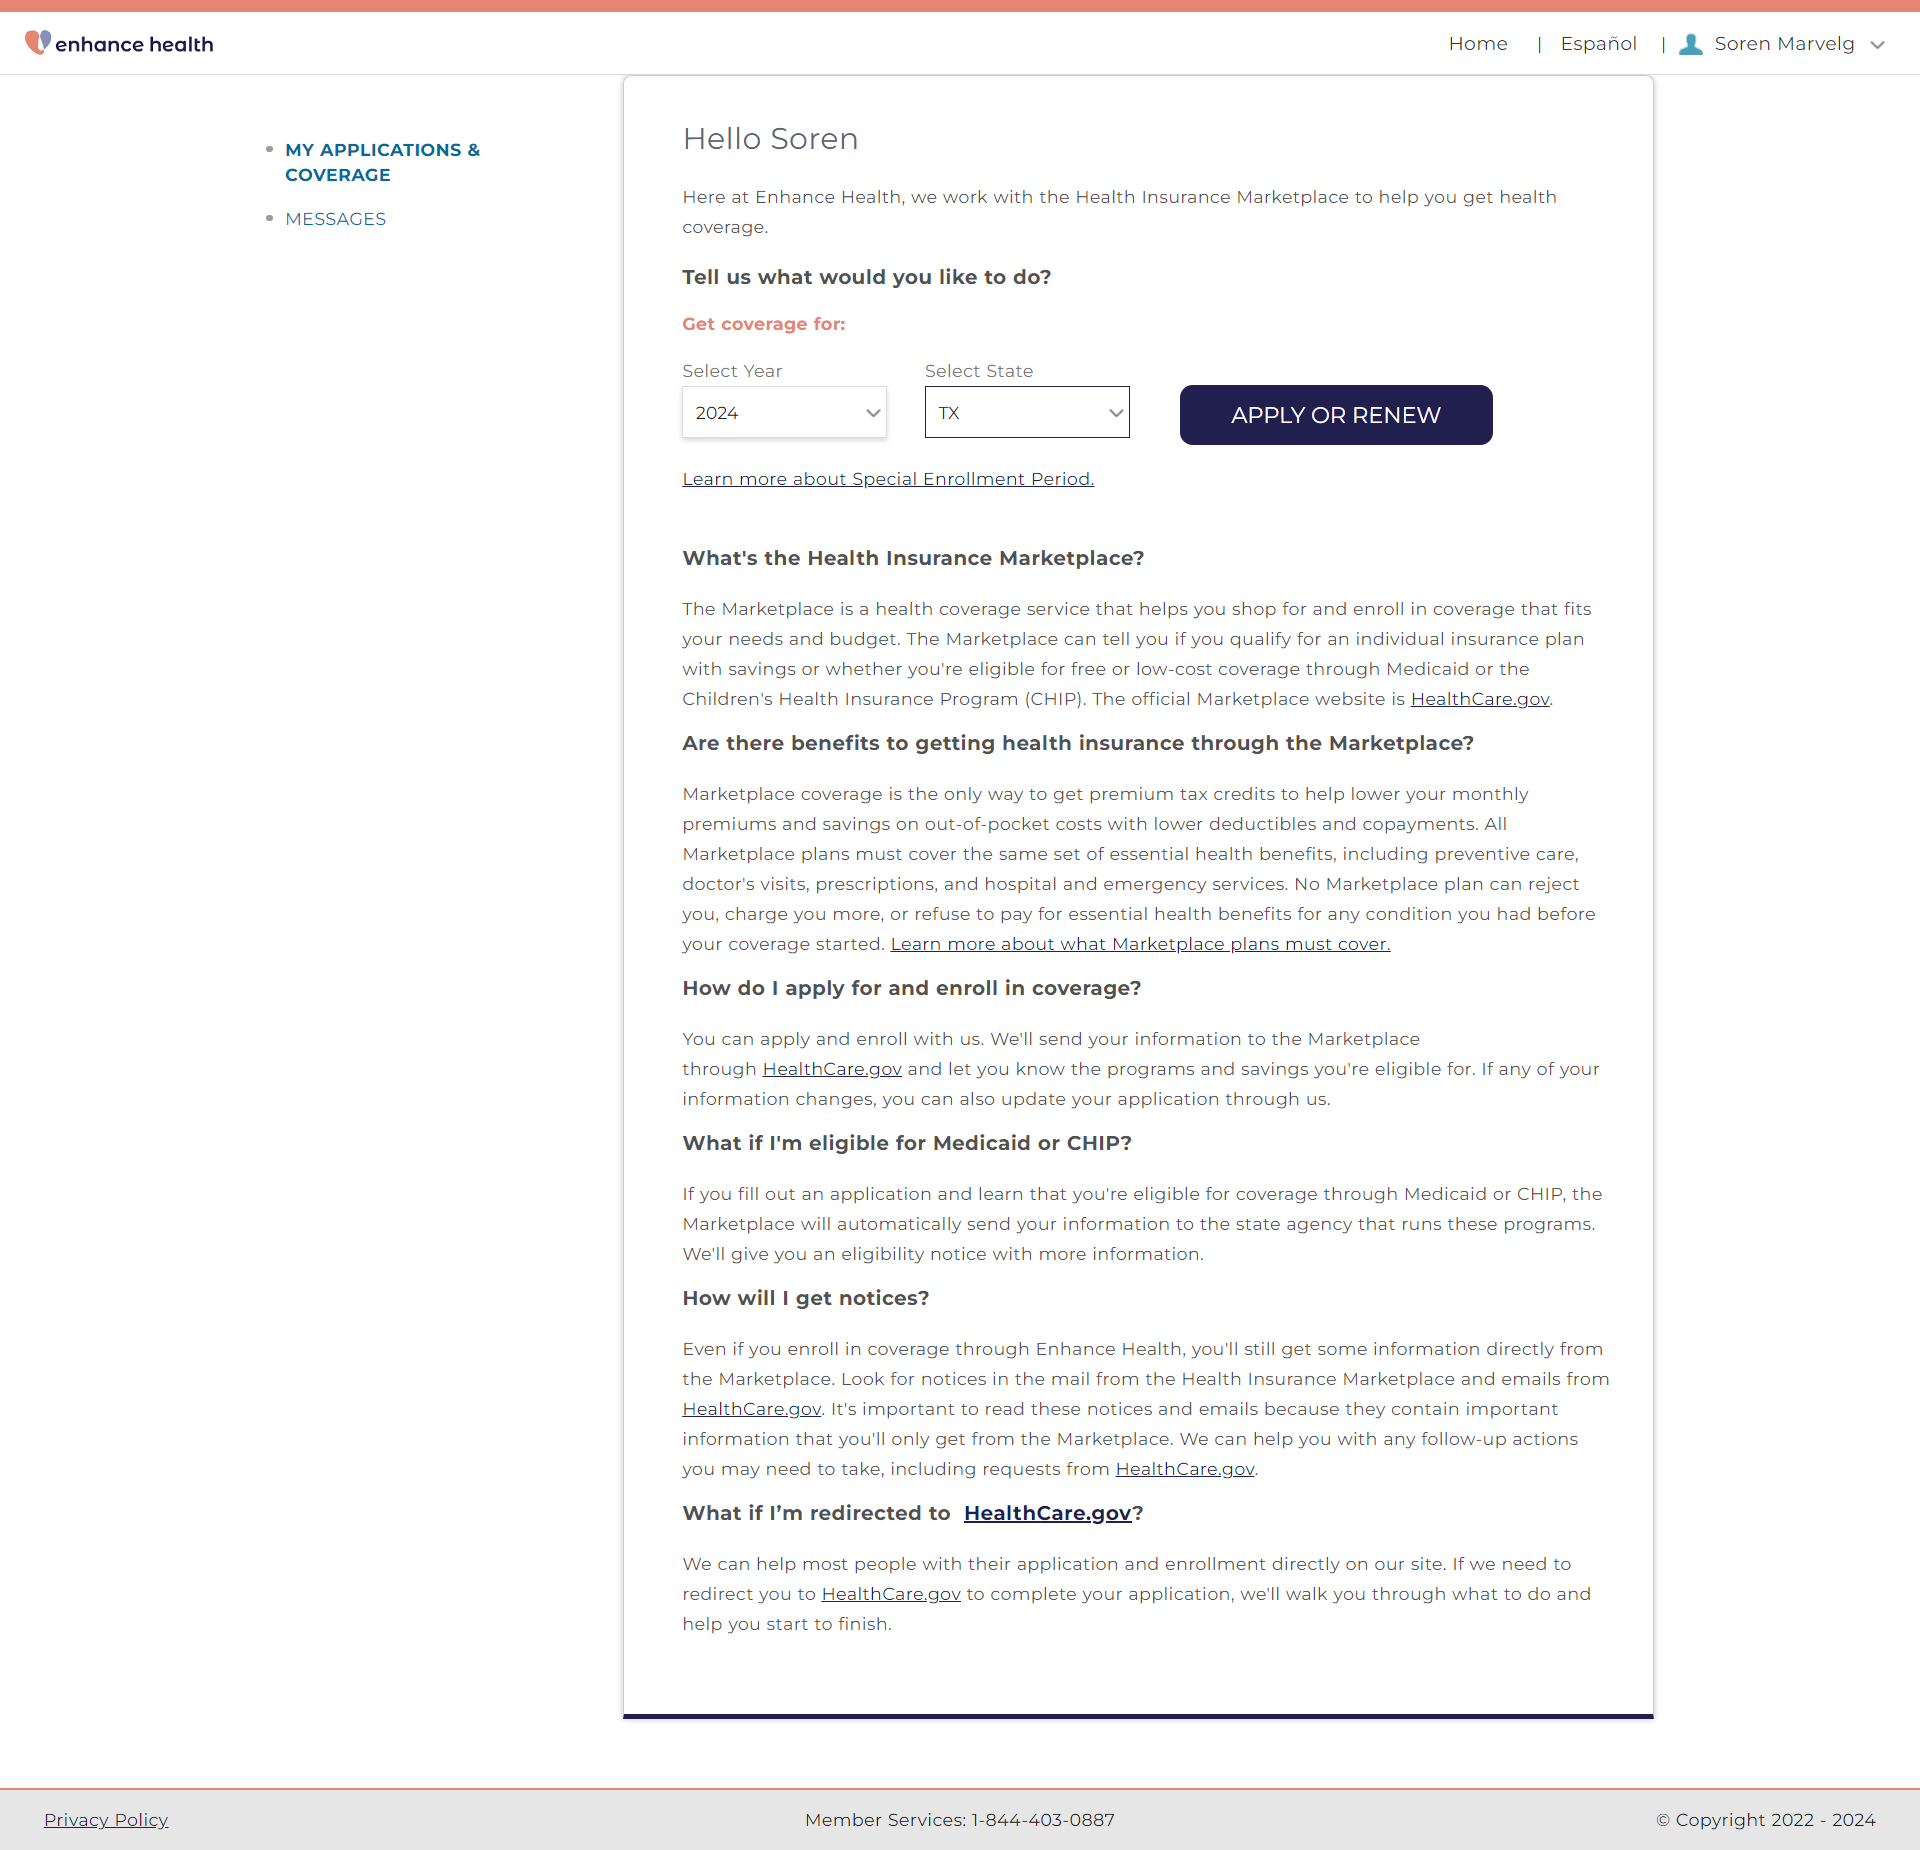 enhance health
Home | Español | Soren Marvelg
MY APPLICATIONS &
COVERAGE
MESSAGES
Hello Soren
Here at Enhance Health, we work with the Health Insurance Marketplace to help you get health
coverage.
Tell us what would you like to do?
Get coverage for:
Select Year Select State
2024 TX APPLY OR RENEW
Learn more about Special Enrollment Period.
What's the Health Insurance Marketplace?
The Marketplace is a health coverage service that helps you shop for and enroll in coverage that fits
your needs and budget. The Marketplace can tell you if you qualify for an individual insurance plan
with savings or whether you're eligible for free or low-cost coverage through Medicaid or the
Children's Health Insurance Program (CHIP). The official Marketplace website is HealthCare.gov.
Are there benefits to getting health insurance through the Marketplace?
Marketplace coverage is the only way to get premium tax credits to help lower your monthly
premiums and savings on out-of-pocket costs with lower deductibles and copayments. All
Marketplace plans must cover the same set of essential health benefits, including preventive care,
doctor's visits, prescriptions, and hospital and emergency services. No Marketplace plan can reject
you, charge you more, or refuse to pay for essential health benefits for any condition you had before
your coverage started. Learn more about what Marketplace plans must cover.
How do I apply for and enroll in coverage?
You can apply and enroll with us. We'll send your information to the Marketplace
through HealthCare.gov and let you know the programs and savings you're eligible for. If any of your
information changes, you can also update your application through us.
What if I'm eligible for Medicaid or CHIP?
If you fill out an application and learn that you're eligible for coverage through Medicaid or CHIP, the
Marketplace will automatically send your information to the state agency that runs these programs.
We'll give you an eligibility notice with more information.
How will I get notices?
Even if you enroll in coverage through Enhance Health, you'll still get some information directly from
the Marketplace. Look for notices in the mail from the Health Insurance Marketplace and emails from
HealthCare.gov. It's important to read these notices and emails because they contain important
information that you'll only get from the Marketplace. We can help you with any follow-up actions
you may need to take, including requests from HealthCare.gov.
What if I’m redirected to HealthCare.gov?
We can help most people with their application and enrollment directly on our site. If we need to
redirect you to HealthCare.gov to complete your application, we'll walk you through what to do and
help you start to finish.
Privacy Policy Member Services: 1-844-403-0887 © Copyright 2022 - 2024